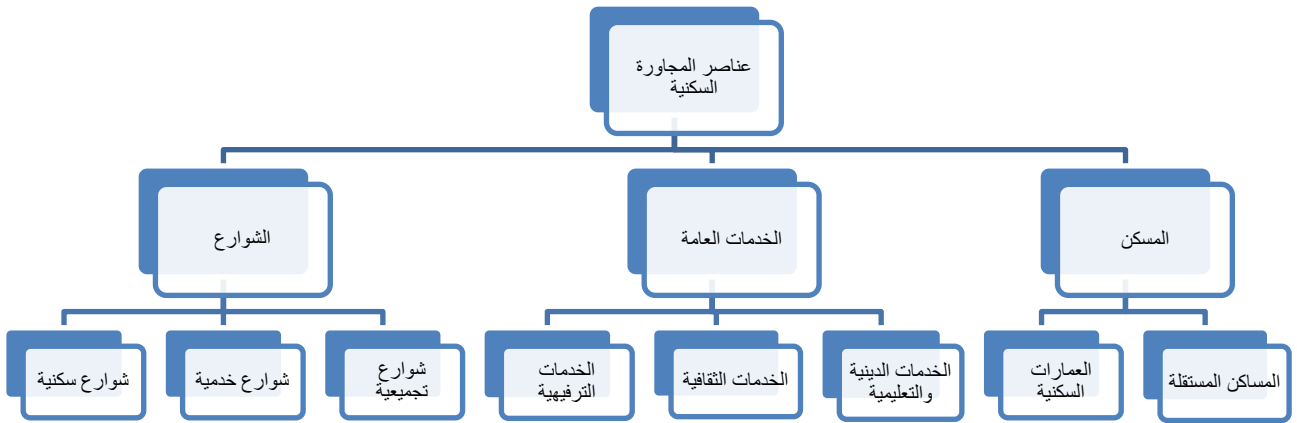 عناصر المجاورة
السكنية
المسكن
الخدمات العامة
الشوارع
المساكن المستقلة
العمارات
السكنية
الخدمات الدينية
والتعليمية
الخدمات الثقافية
الخدمات
الترفيهية
شوارع
تجميعية
شوارع خدمية
شوارع سكنية